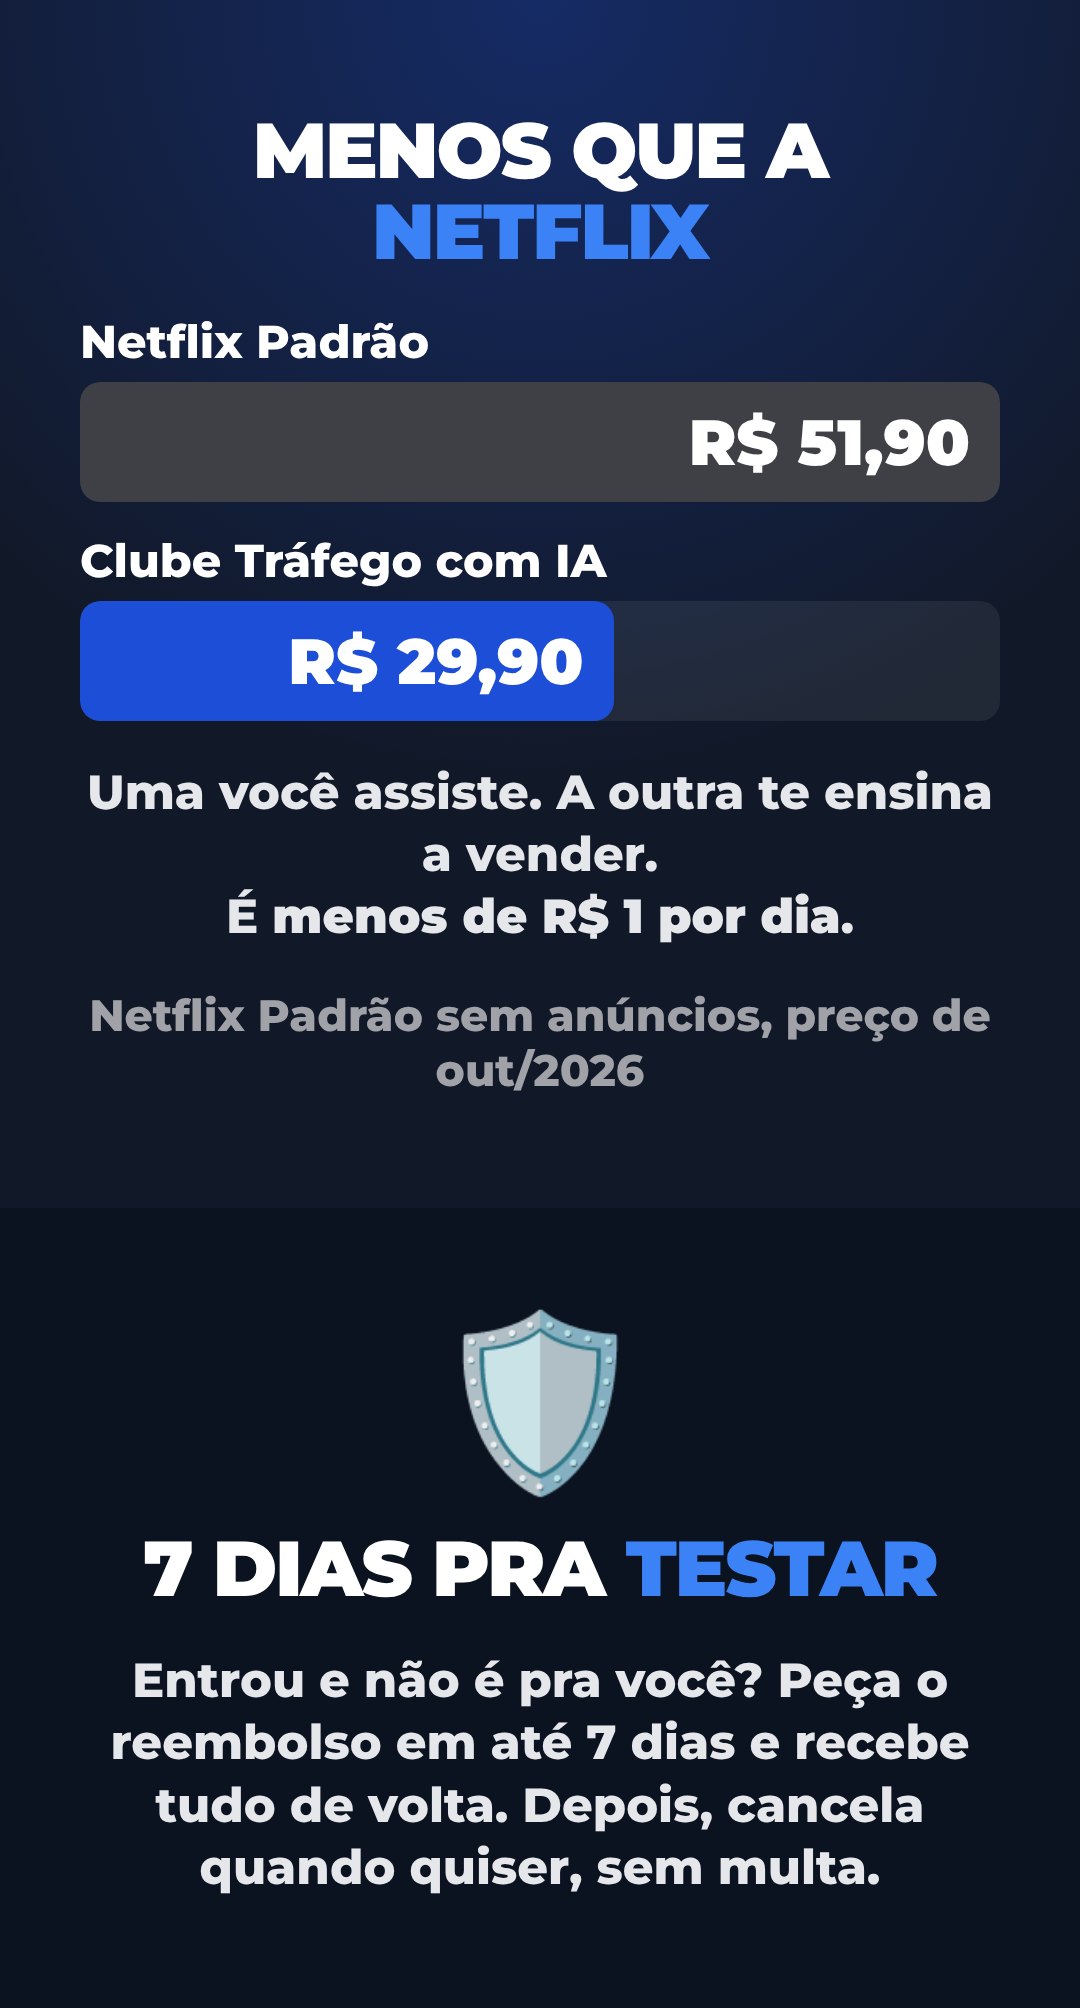 MENOS QUE A
NETFLIX
Netflix Padrão
R$ 51,90
Clube Tráfego com IA
R$ 29,90
Uma você assiste. A outra te ensina
a vender.
É menos de R$ 1 por dia.
Netflix Padrão sem anúncios, preço de
out/2026
7 DIAS PRA TESTAR
Entrou e não é pra você? Peça o
reembolso em até 7 dias e recebe
tudo de volta. Depois, cancela
quando quiser, sem multa.